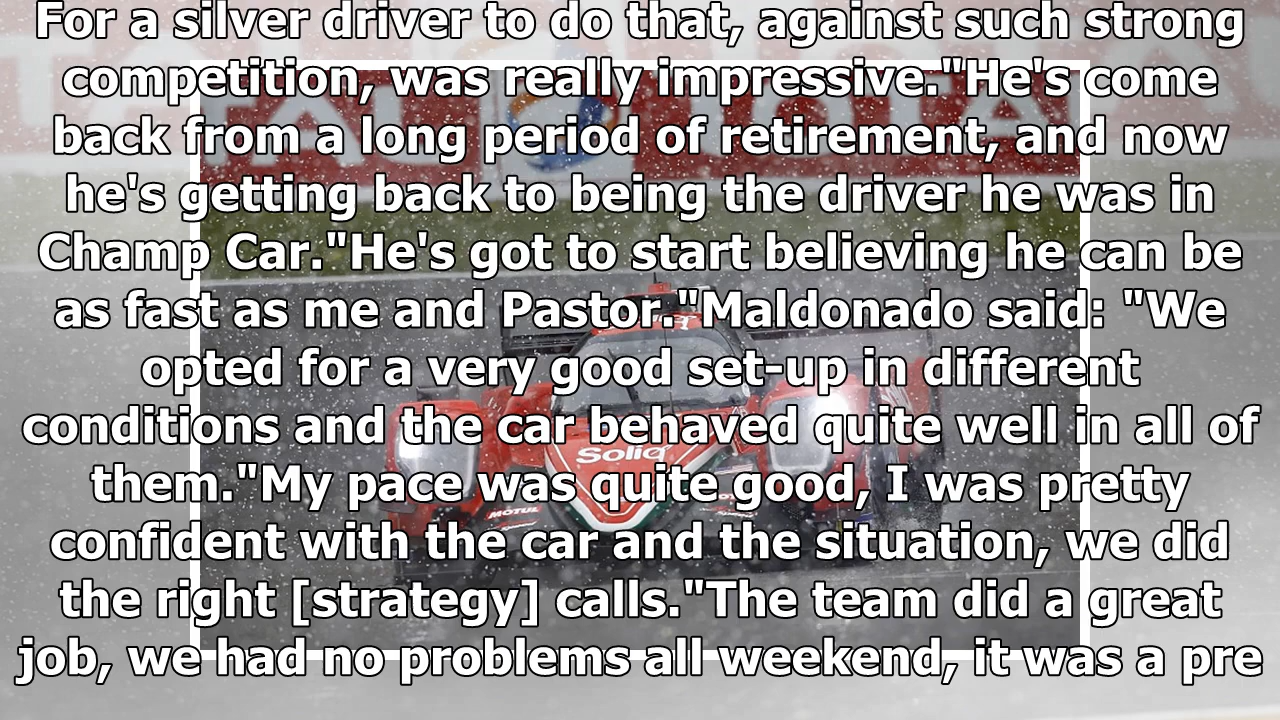 For a silver driver to do that, against such strong
competition, was really impressive."He's come
back from a long period of retirement, and now
he's getting back to being the driver he was in
Champ Car."He's got to start believing he can be
as fast as me and Pastor."Maldonado said: "We
opted for a very good set-up in different
conditions and the car behaved quite well in all of
them."My pace was quite good, I was pretty
confident with the car and the situation, we did
the right [strategy] calls."The team did a great
job, we had no problems all weekend, it was a pre
Solio
MOTUL